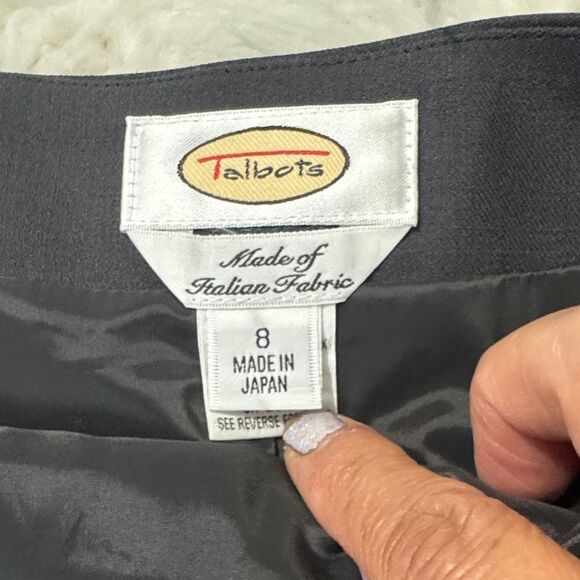 Talbots
Made of
Italian Fabric
8
MADE IN
JAPAN
SEE REVERSE